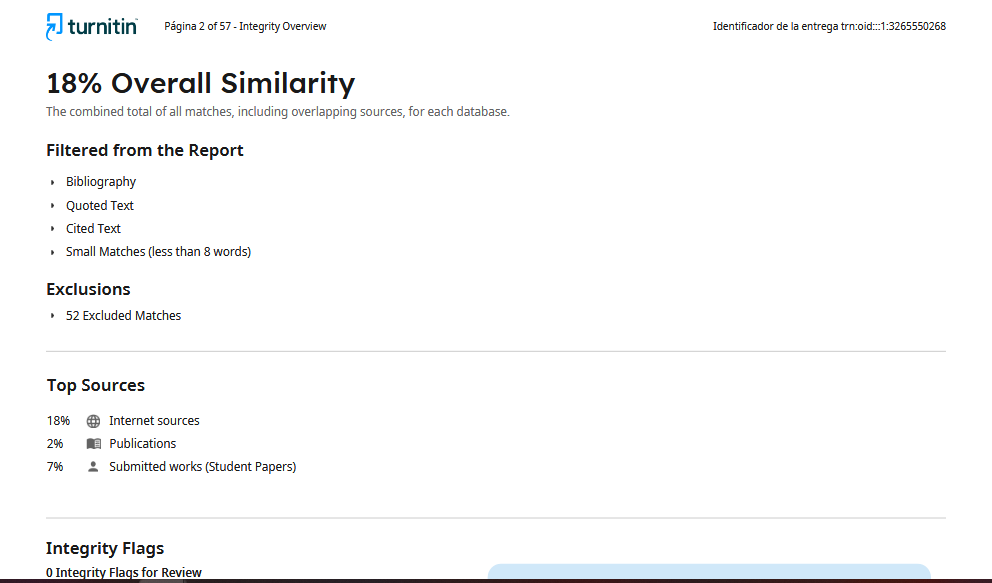 turnitin
Página 2 of 57 - Integrity Overview
Identificador de la entrega trn:oid:::1:3265550268
18% Overall Similarity
The combined total of all matches, including overlapping sources, for each database.
Filtered from the Report
Bibliography
Quoted Text
Cited Text
Small Matches (less than 8 words)
Exclusions
52 Excluded Matches
Top Sources
18% Internet sources
2% Publications
7% Submitted works (Student Papers)
Integrity Flags
0 Integrity Flags for Review